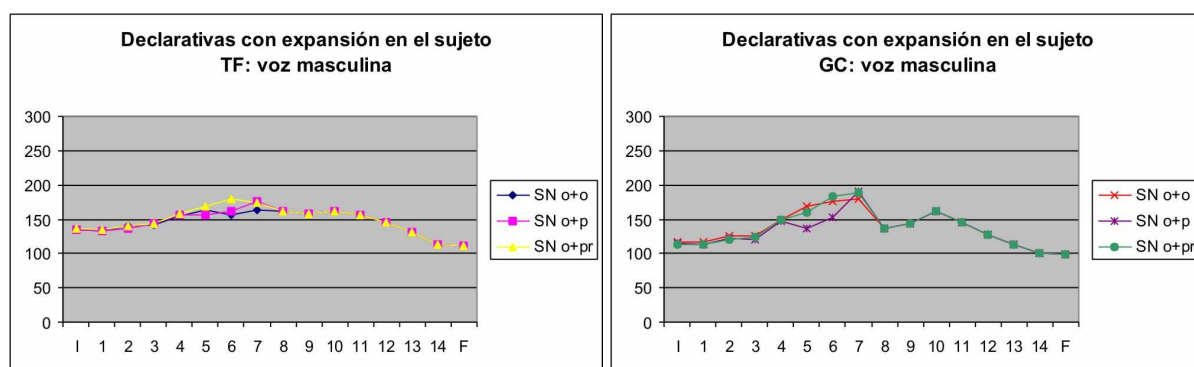 Declarativas con expansión en el sujeto
TF: voz masculina
300
250
200
150
100
50
0
I 1 2 3 4 5 6 7 8 9 10 11 12 13 14 F
SN o+o
SN o+p
SN o+pr
Declarativas con expansión en el sujeto
GC: voz masculina
300
250
200
150
100
50
0
I 1 2 3 4 5 6 7 8 9 10 11 12 13 14 F
SN o+o
SN o+p
SN o+pr